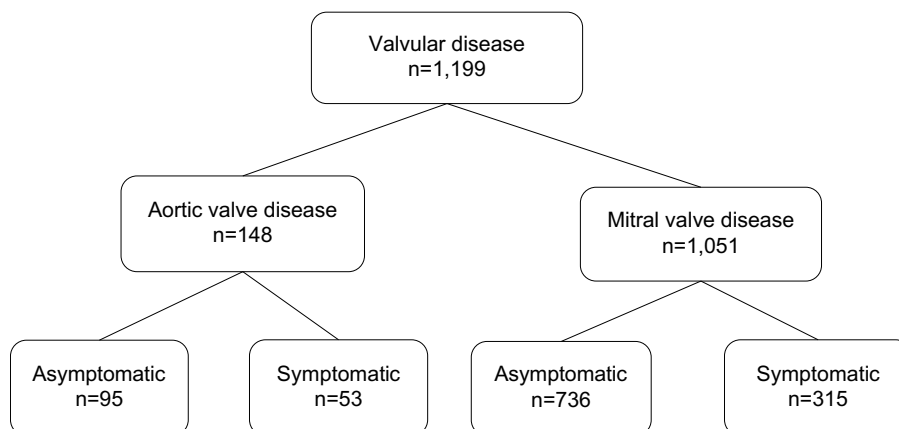 Valvular disease
n=1,199
Aortic valve disease
n=148
Mitral valve disease
n=1,051
Asymptomatic
n=95
Symptomatic
n=53
Asymptomatic
n=736
Symptomatic
n=315